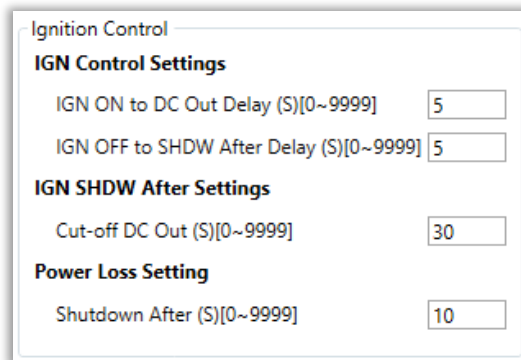 Ignition Control
IGN Control Settings
IGN ON to DC Out Delay (S)[0~9999] 5
IGN OFF to SHDW After Delay (S)[0~9999] 5
IGN SHDW After Settings
Cut-off DC Out (S)[0~9999] 30
Power Loss Setting
Shutdown After (S)[0~9999] 10